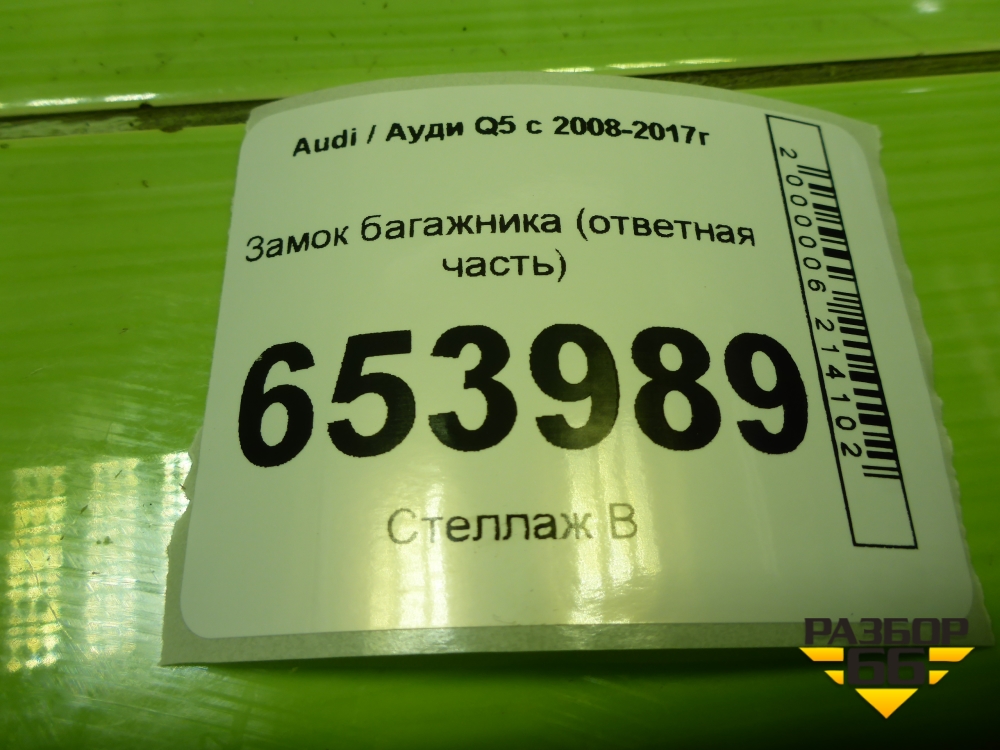 Audi / Ауди Q5 с 2008-2017г
Замок багажника (ответная
часть)
653989
Стеллаж В
2000006214102
РАЗБОР
66